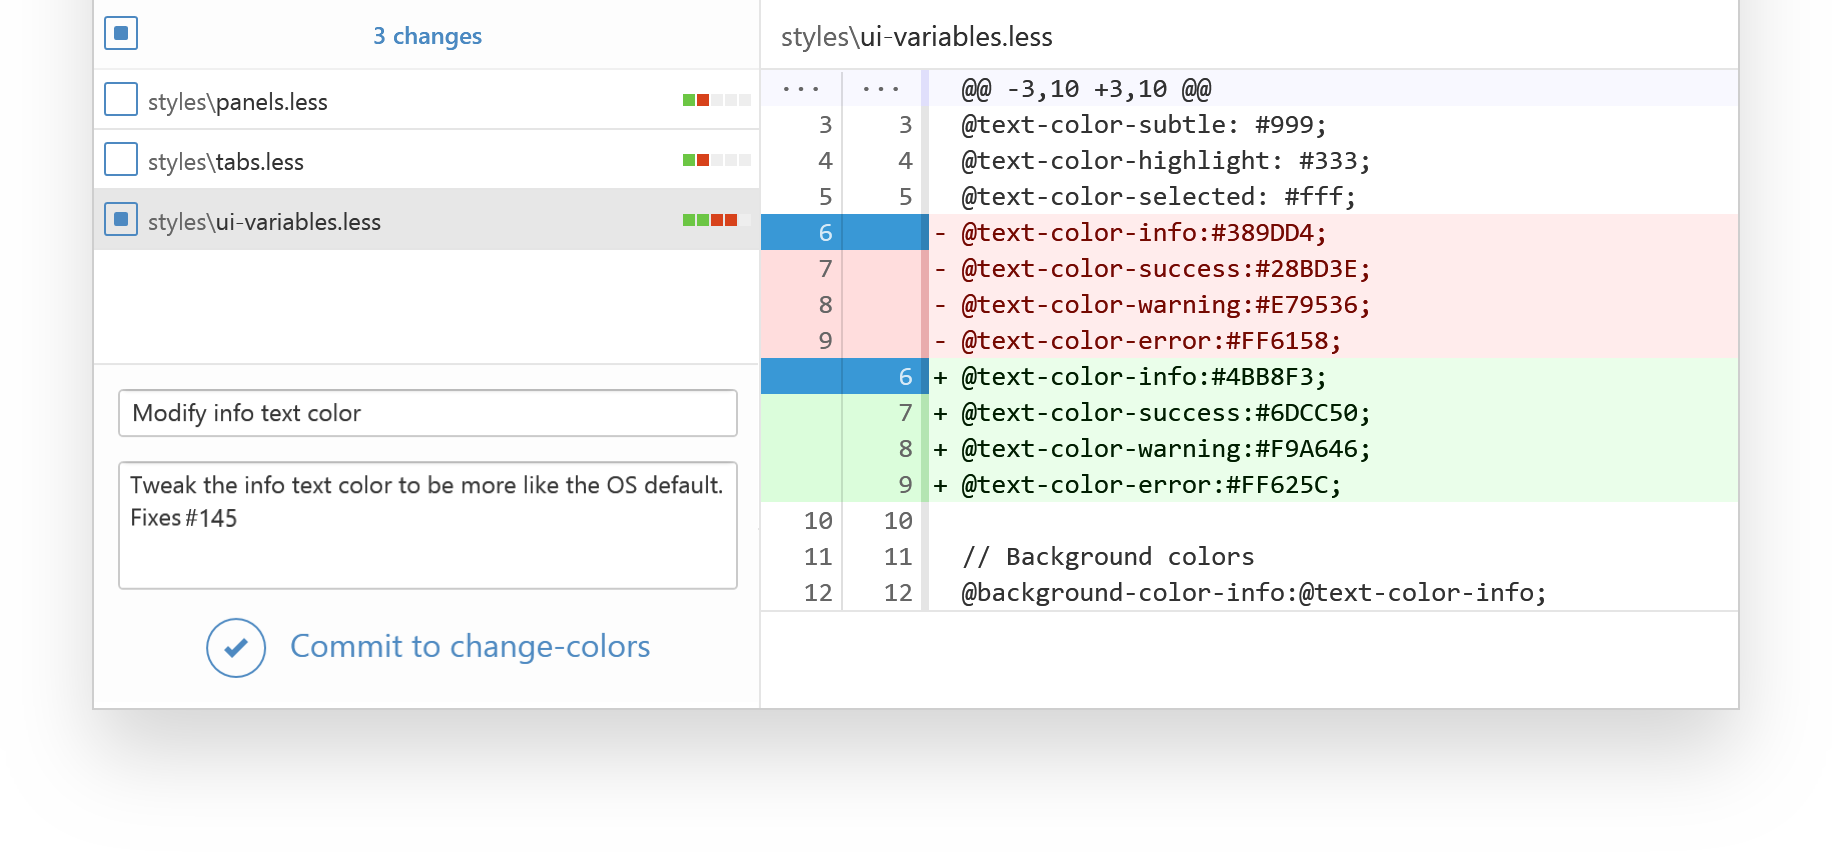 3 changes
styles\panels.less
styles\tabs.less
styles\ui-variables.less
Modify info text color
Tweak the info text color to be more like the OS default.
Fixes #145
Commit to change-colors
styles\ui-variables.less
... ... @@ -3,10 +3,10 @@
3 3 @text-color-subtle: #999;
4 4 @text-color-highlight: #333;
5 5 @text-color-selected: #fff;
6 - @text-color-info:#389DD4;
7 - @text-color-success:#28BD3E;
8 - @text-color-warning:#E79536;
9 - @text-color-error:#FF6158;
6 + @text-color-info:#4BB8F3;
7 + @text-color-success:#6DCC50;
8 + @text-color-warning:#F9A646;
9 + @text-color-error:#FF625C;
10 10
11 11 // Background colors
12 12 @background-color-info:@text-color-info;